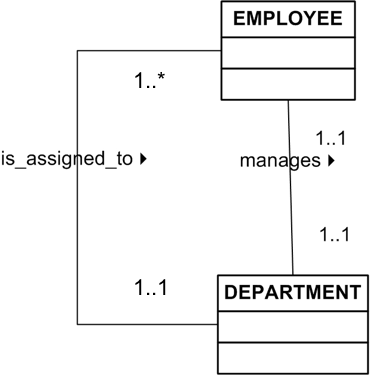 EMPLOYEE
1..*
1..1
is_assigned_to
manages
1..1
1..1
DEPARTMENT